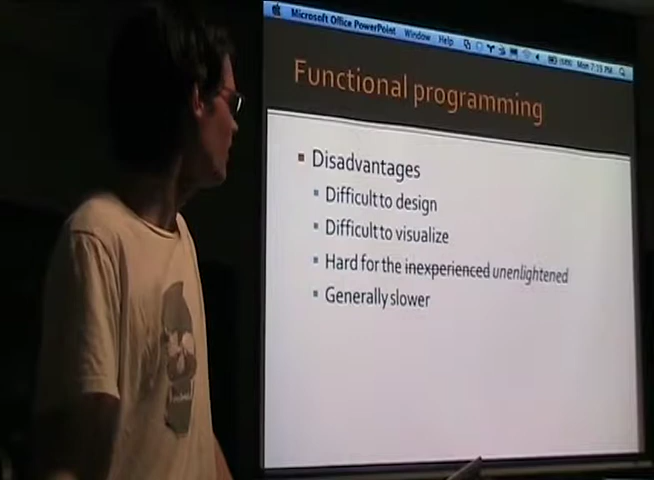 Microsoft Office PowerPoint Window Help Mon 7:15 PM
Functional programming
Disadvantages
Difficult to design
Difficult to visualize
Hard for the inexperienced unenlightened
Generally slower